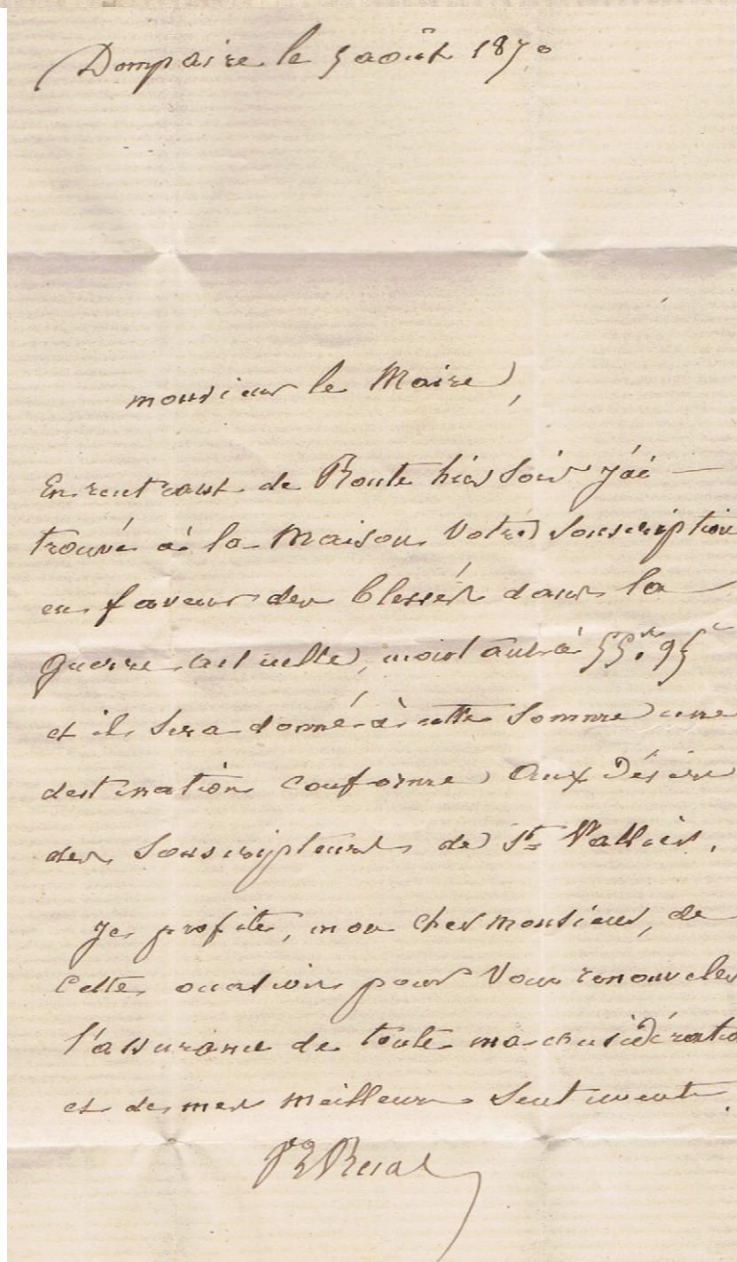 Dompaire le 5 août 1870
monsieur le Maire,
En rentrant de Route hier Soir j'ai
trouvé à la Maison Votre Souscription
en faveur des blessés dans la
guerre actuelle, montant à 55f. 95c
et il Sera donné à cette Somme une
destination conforme aux Désirs
des Souscripteurs de St Vallier.
Je profite, mon cher Monsieur, de
Cette occasion pour Vous renouveler
l'assurance de toute ma considératio
et de mes meilleurs Sentiments.